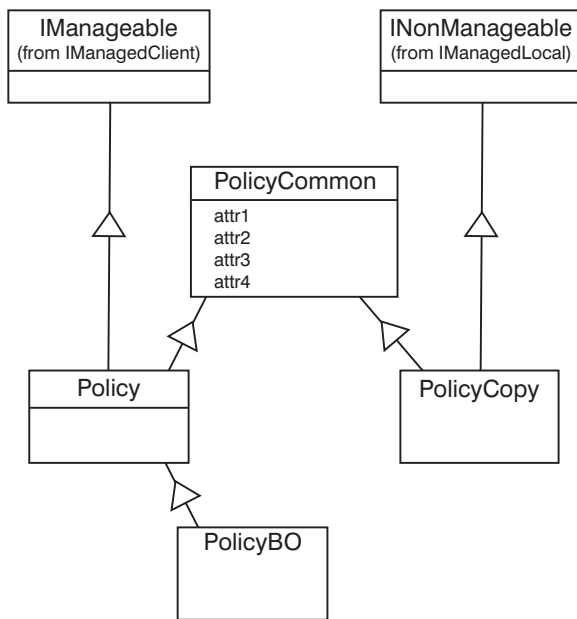 IManageable
(from IManagedClient)
INonManageable
(from IManagedLocal)
PolicyCommon
attr1
attr2
attr3
attr4
Policy
PolicyCopy
PolicyBO